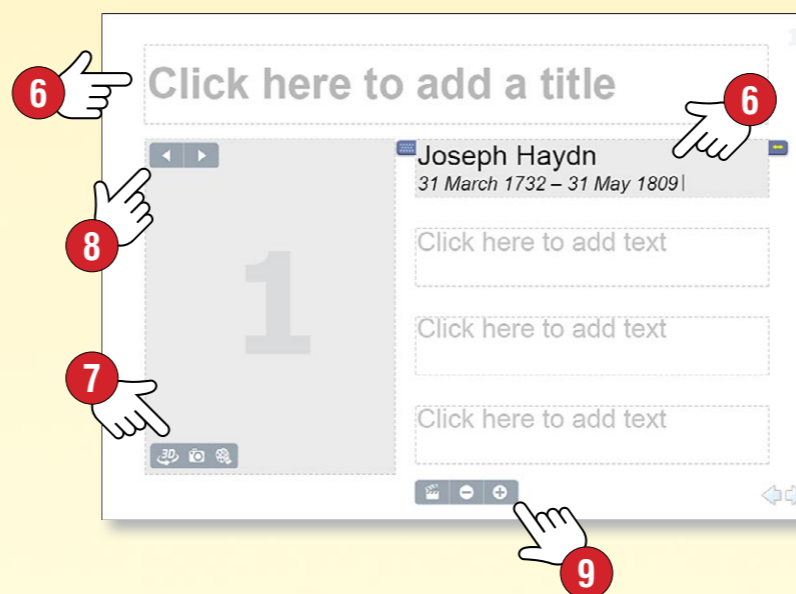 Click here to add a title
6
6
Joseph Haydn
31 March 1732 – 31 May 1809
8
Click here to add text
1
Click here to add text
7
Click here to add text
3D
9